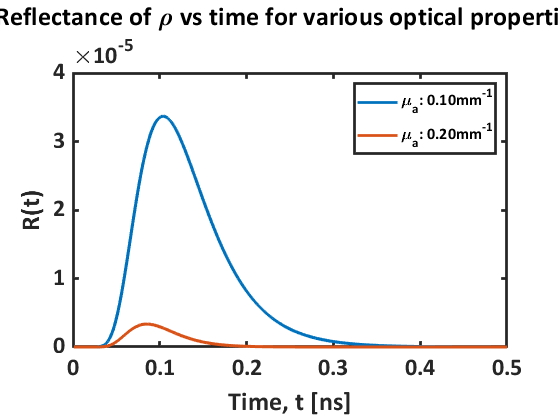 Reflectance of ρ vs time for various optical properti
×10⁻⁵
4
3
2
1
0
R(t)
μₐ: 0.10mm⁻¹
μₐ: 0.20mm⁻¹
0 0.1 0.2 0.3 0.4 0.5
Time, t [ns]